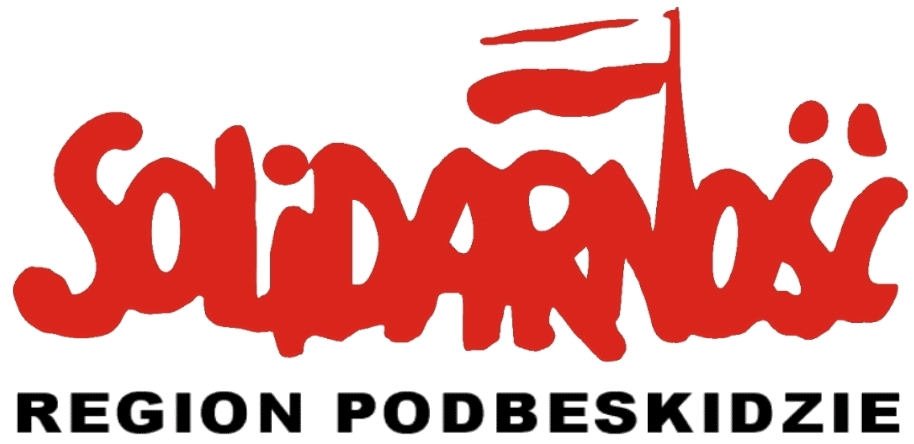 SOLiDARNOŚĆ
REGION PODBESKIDZIE